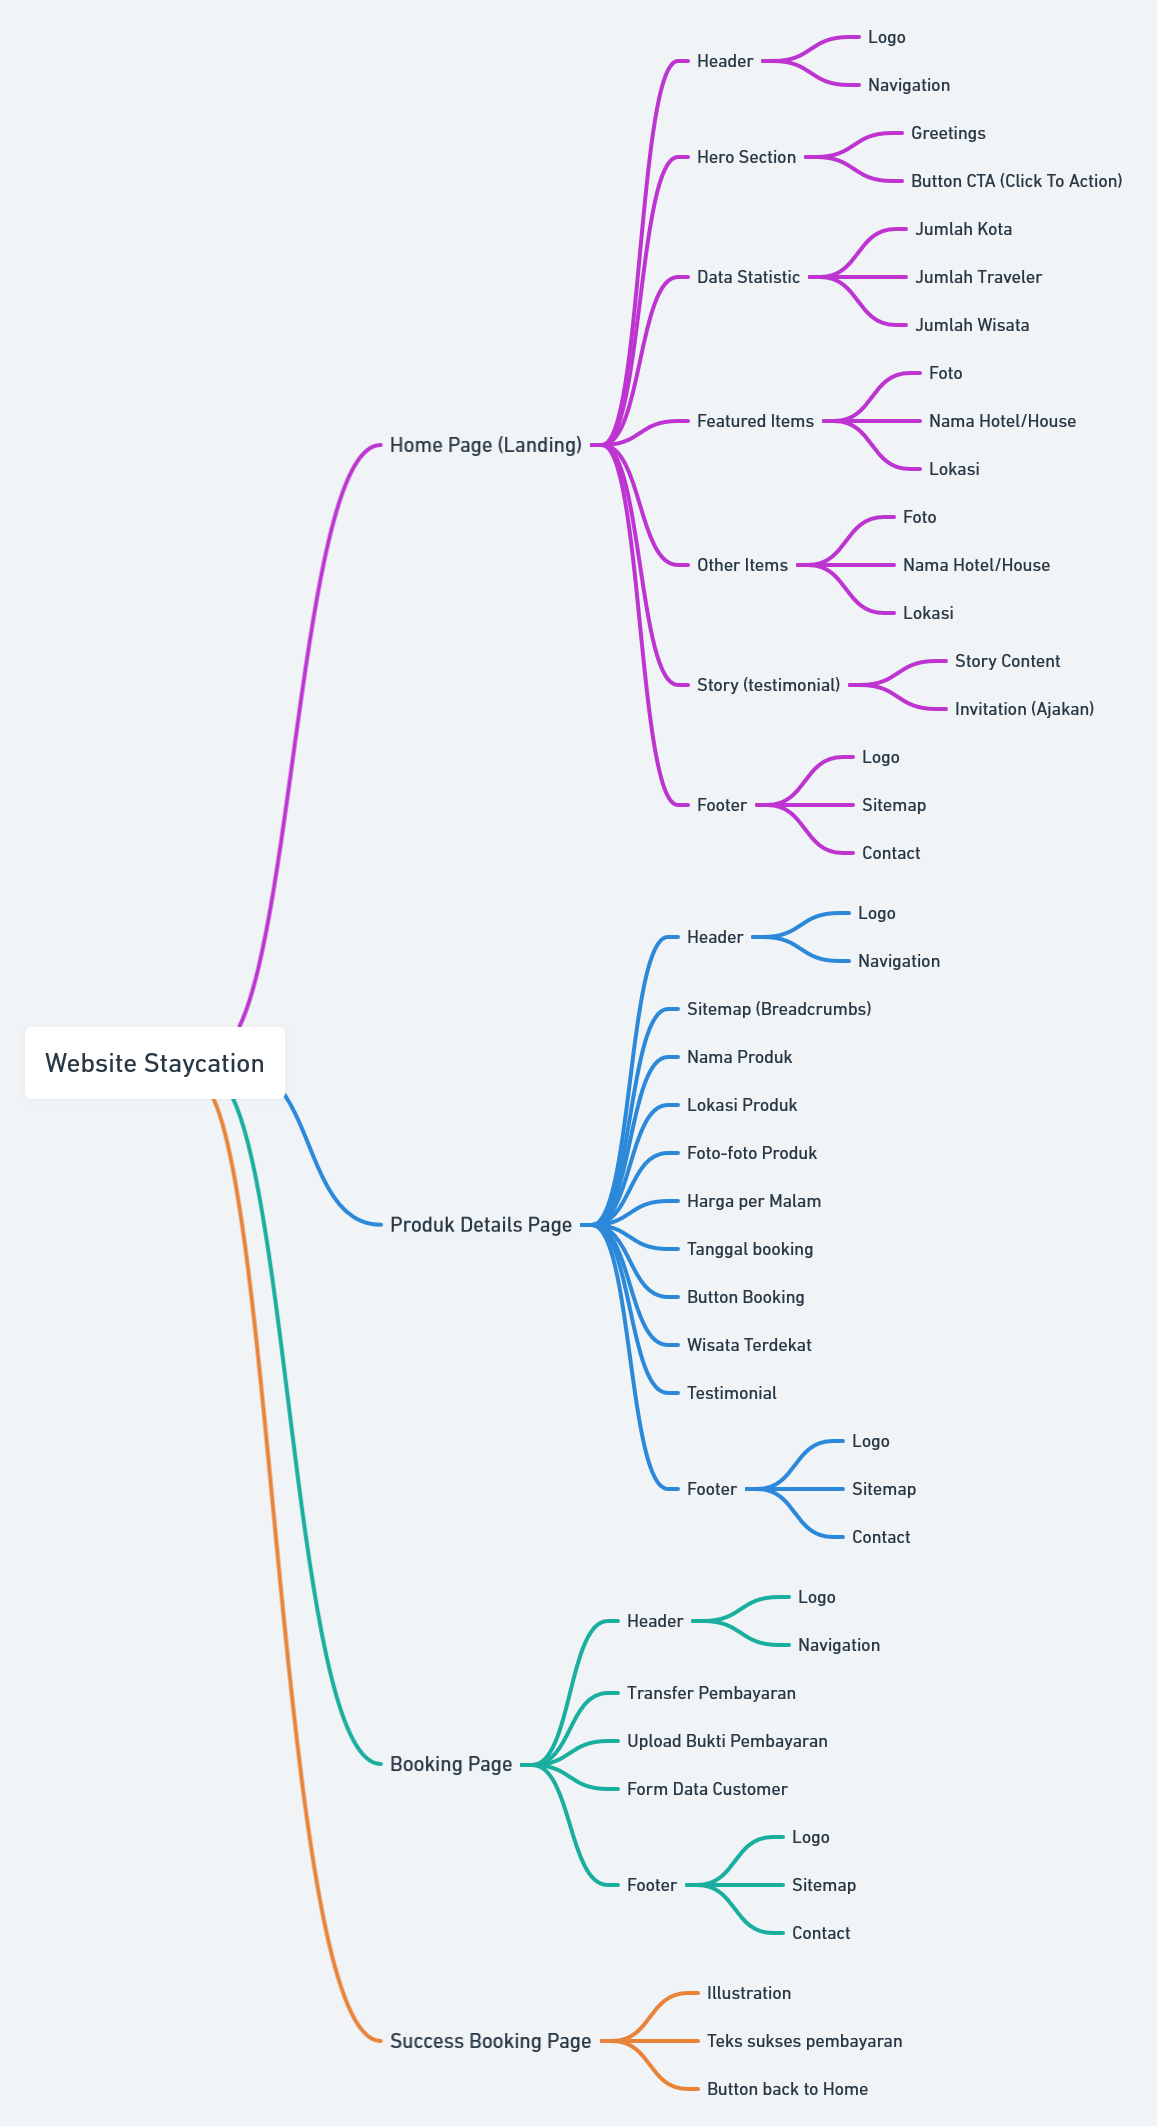 Website Staycation
Home Page (Landing)
Header
Logo
Navigation
Hero Section
Greetings
Button CTA (Click To Action)
Data Statistic
Jumlah Kota
Jumlah Traveler
Jumlah Wisata
Featured Items
Foto
Nama Hotel/House
Lokasi
Other Items
Foto
Nama Hotel/House
Lokasi
Story (testimonial)
Story Content
Invitation (Ajakan)
Footer
Logo
Sitemap
Contact
Produk Details Page
Header
Logo
Navigation
Sitemap (Breadcrumbs)
Nama Produk
Lokasi Produk
Foto-foto Produk
Harga per Malam
Tanggal booking
Button Booking
Wisata Terdekat
Testimonial
Footer
Logo
Sitemap
Contact
Booking Page
Header
Logo
Navigation
Transfer Pembayaran
Upload Bukti Pembayaran
Form Data Customer
Footer
Logo
Sitemap
Contact
Success Booking Page
Illustration
Teks sukses pembayaran
Button back to Home